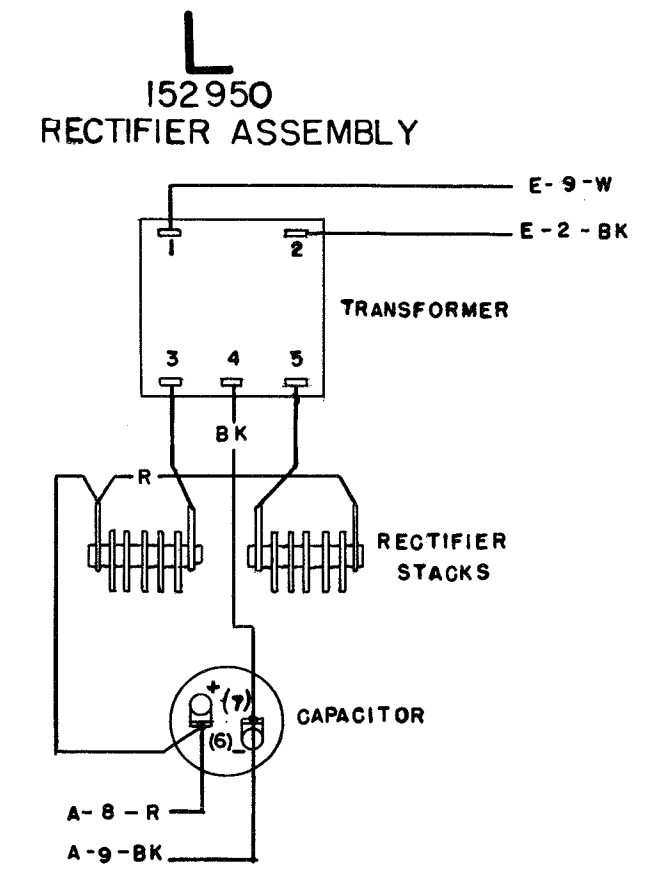 L
152950
RECTIFIER ASSEMBLY
E-9-W
1
2
E-2-BK
TRANSFORMER
3 4 5
BK
R
RECTIFIER
STACKS
+ (7)
CAPACITOR
(6) -
A-8-R
A-9-BK